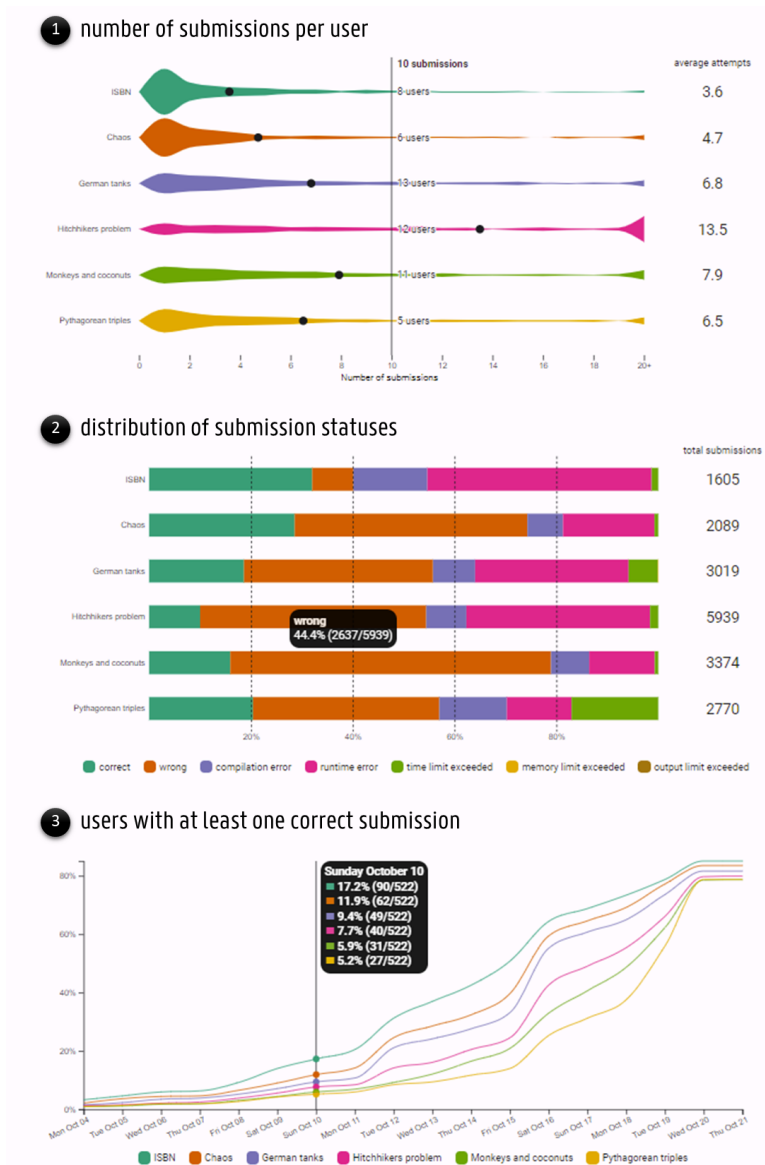 1 number of submissions per user
10 submissions
average attempts
ISBN 8 users 3.6
Chaos 6 users 4.7
German tanks 13 users 6.8
Hitchhikers problem 12 users 13.5
Monkeys and coconuts 11 users 7.9
Pythagorean triples 5 users 6.5
0 2 4 6 8 10 12 14 16 18 20+
Number of submissions
2 distribution of submission statuses
total submissions
ISBN 1605
Chaos 2089
German tanks 3019
Hitchhikers problem 5939
wrong
44.4% (2637/5939)
Monkeys and coconuts 3374
Pythagorean triples 2770
20% 40% 60% 80%
correct wrong compilation error runtime error time limit exceeded memory limit exceeded output limit exceeded
3 users with at least one correct submission
Sunday October 10
17.2% (90/522)
11.9% (62/522)
9.4% (49/522)
7.7% (40/522)
5.9% (31/522)
5.2% (27/522)
80%
60%
40%
20%
0%
Mon Oct 04 Tue Oct 05 Wed Oct 06 Thu Oct 07 Fri Oct 08 Sat Oct 09 Sun Oct 10 Mon Oct 11 Tue Oct 12 Wed Oct 13 Thu Oct 14 Fri Oct 15 Sat Oct 16 Sun Oct 17 Mon Oct 18 Tue Oct 19 Wed Oct 20 Thu Oct 21
ISBN Chaos German tanks Hitchhikers problem Monkeys and coconuts Pythagorean triples